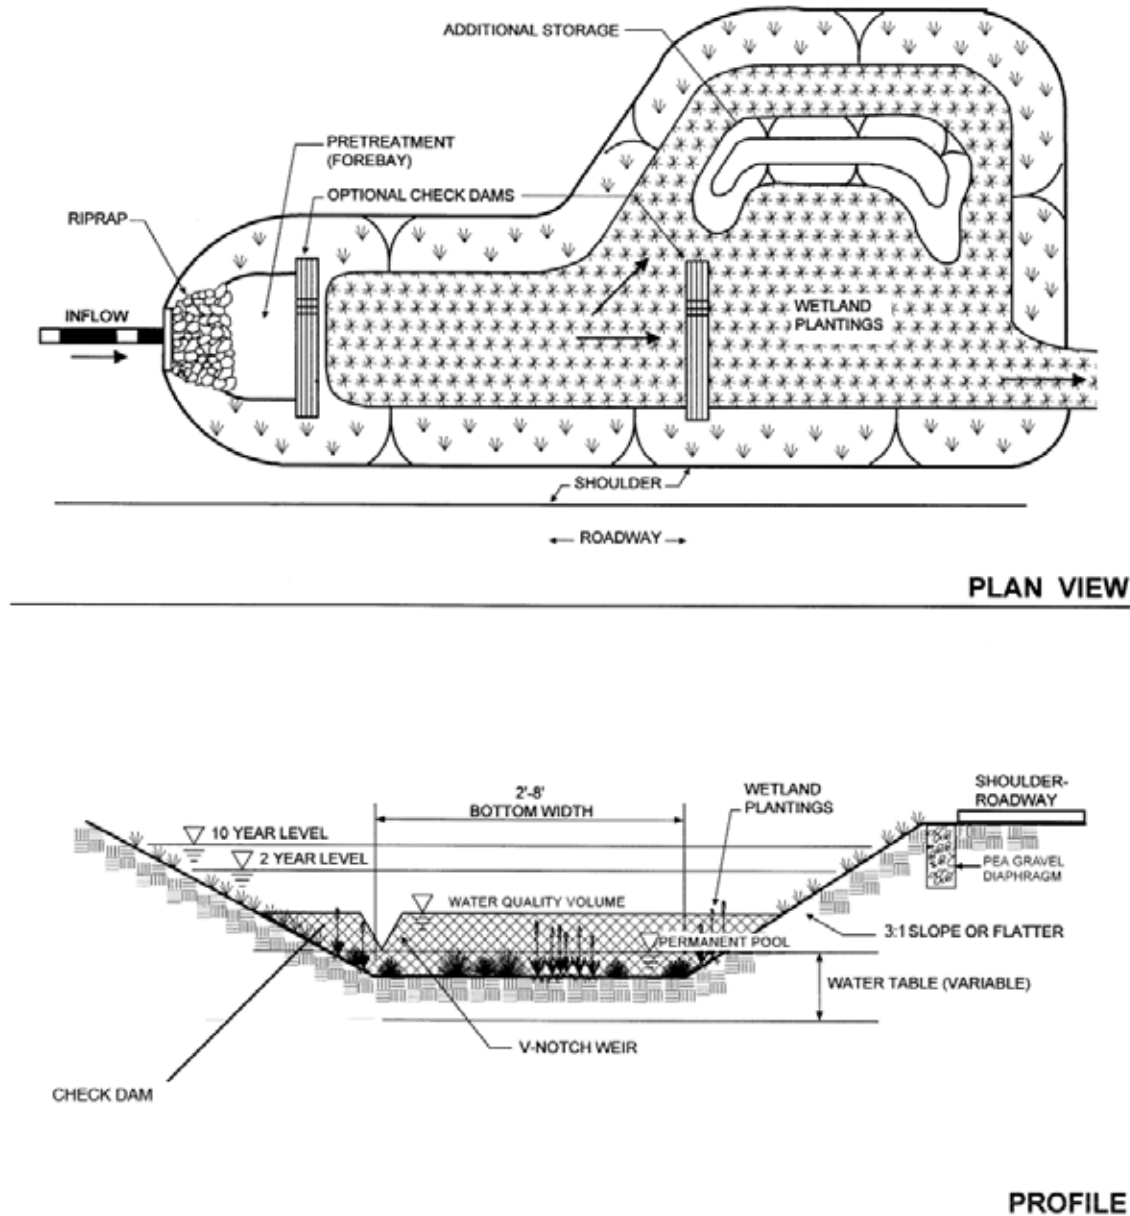 ADDITIONAL STORAGE
PRETREATMENT
(FOREBAY)
OPTIONAL CHECK DAMS
RIPRAP
INFLOW
WETLAND
PLANTINGS
SHOULDER
ROADWAY
PLAN VIEW
2'-8'
BOTTOM WIDTH
WETLAND
PLANTINGS
SHOULDER-
ROADWAY
10 YEAR LEVEL
2 YEAR LEVEL
PEA GRAVEL
DIAPHRAGM
WATER QUALITY VOLUME
3:1 SLOPE OR FLATTER
PERMANENT POOL
WATER TABLE (VARIABLE)
V-NOTCH WEIR
CHECK DAM
PROFILE